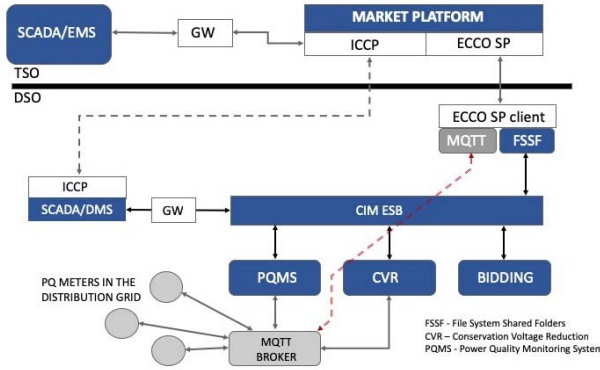 SCADA/EMS
GW
MARKET PLATFORM
ICCP
ECCO SP
TSO
DSO
ECCO SP client
MQTT
FSSF
ICCP
SCADA/DMS
GW
CIM ESB
PQMS
CVR
BIDDING
PQ METERS IN THE
DISTRIBUTION GRID
MQTT
BROKER
FSSF - File System Shared Folders
CVR – Conservation Voltage Reduction
PQMS - Power Quality Monitoring System